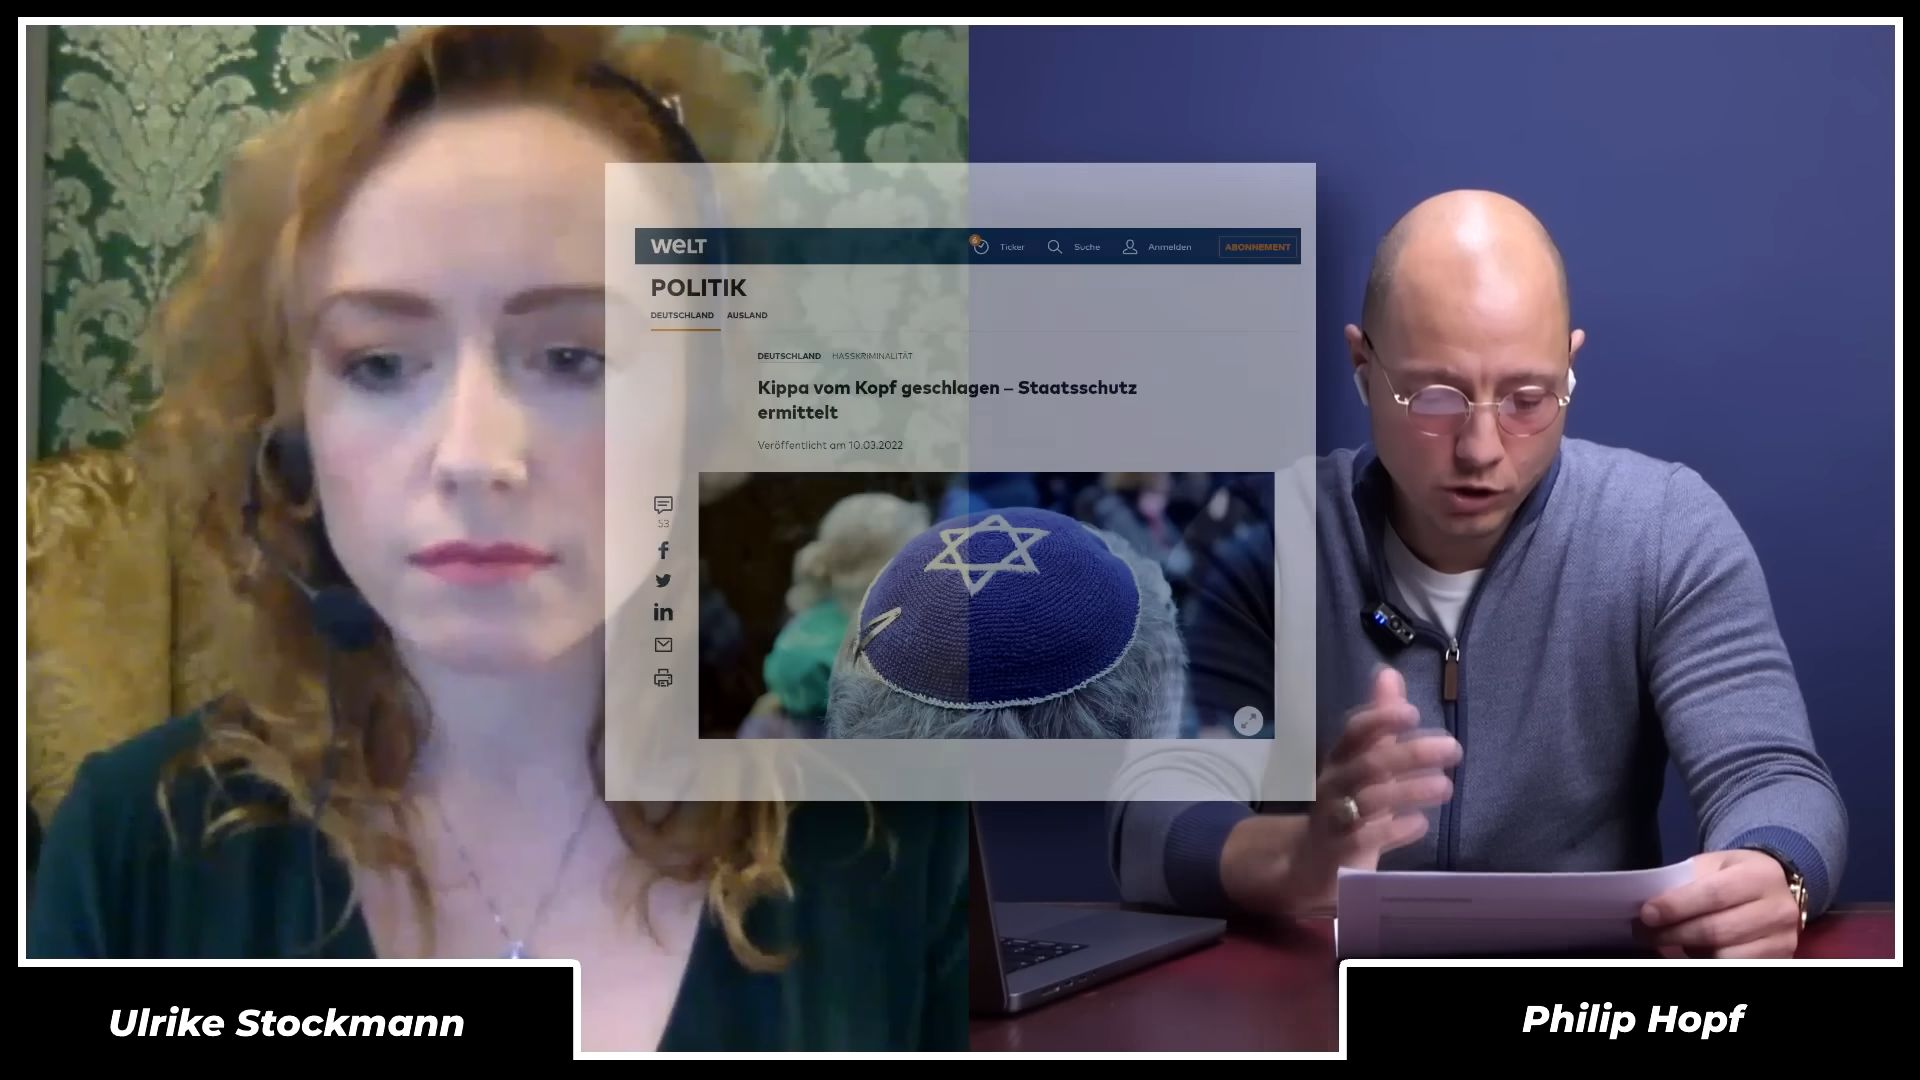 WELT
6
Ticker
Suche
Anmelden
ABONNEMENT
POLITIK
DEUTSCHLAND AUSLAND
DEUTSCHLAND HASSKRIMINALITÄT
Kippa vom Kopf geschlagen – Staatsschutz
ermittelt
Veröffentlicht am 10.03.2022
53
Ulrike Stockmann
Philip Hopf